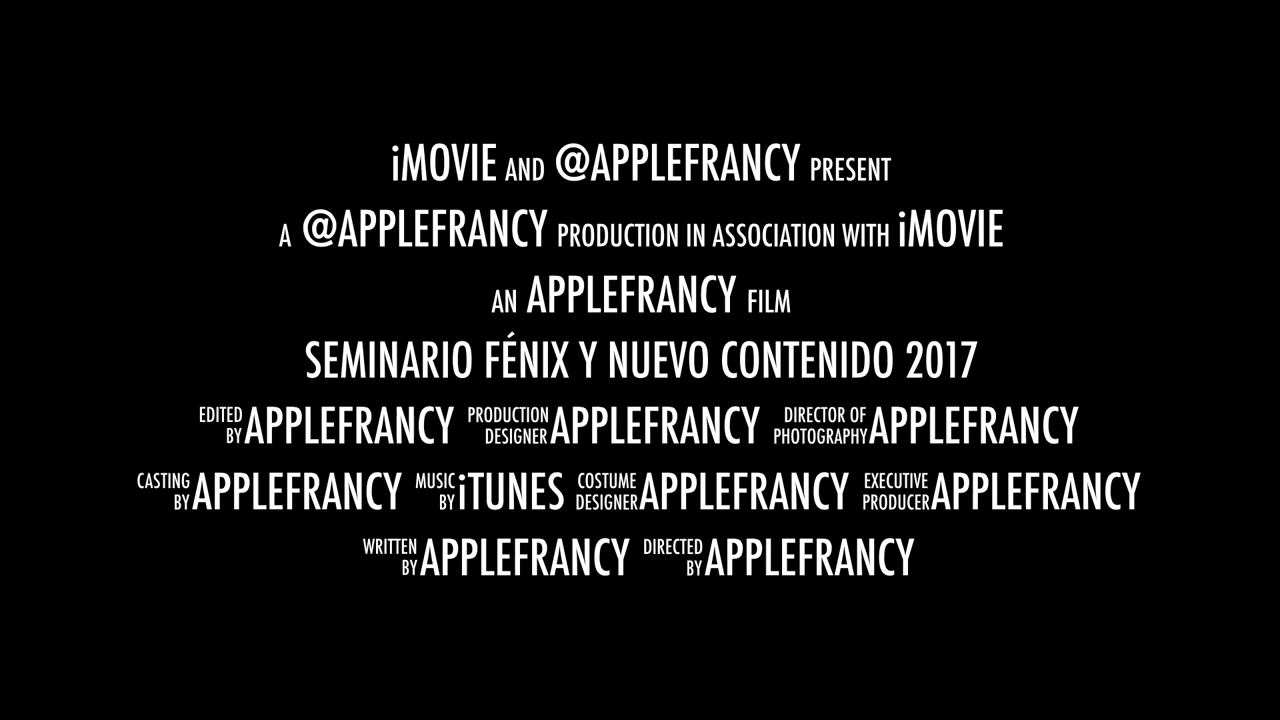 iMOVIE AND @APPLEFRANCY PRESENT
A @APPLEFRANCY PRODUCTION IN ASSOCIATION WITH iMOVIE
AN APPLEFRANCY FILM
SEMINARIO FÉNIX Y NUEVO CONTENIDO 2017
EDITED BY APPLEFRANCY PRODUCTION DESIGNER APPLEFRANCY DIRECTOR OF PHOTOGRAPHY APPLEFRANCY
CASTING BY APPLEFRANCY MUSIC BY iTUNES COSTUME DESIGNER APPLEFRANCY EXECUTIVE PRODUCER APPLEFRANCY
WRITTEN BY APPLEFRANCY DIRECTED BY APPLEFRANCY